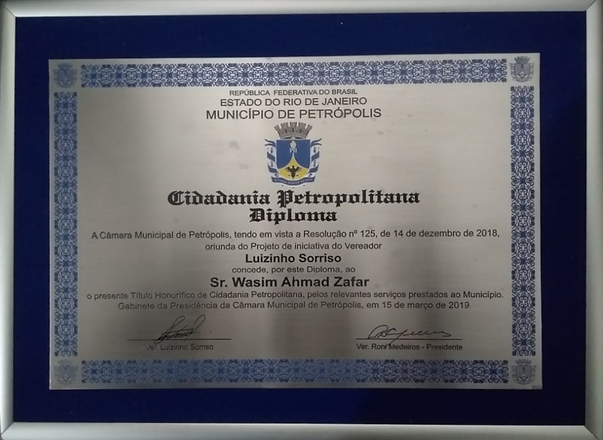 REPÚBLICA FEDERATIVA DO BRASIL
ESTADO DO RIO DE JANEIRO
MUNICÍPIO DE PETRÓPOLIS
Cidadania Petropolitana
Diploma
A Câmara Municipal de Petrópolis, tendo em vista a Resolução nº 125, de 14 de dezembro de 2018,
oriunda do Projeto de iniciativa do Vereador
Luizinho Sorriso
concede, por este Diploma, ao
Sr. Wasim Ahmad Zafar
o presente Título Honorífico de Cidadania Petropolitana, pelos relevantes serviços prestados ao Município.
Gabinete da Presidência da Câmara Municipal de Petrópolis, em 15 de março de 2019
Ver. Luizinho Sorriso
Ver. Roni Medeiros - Presidente